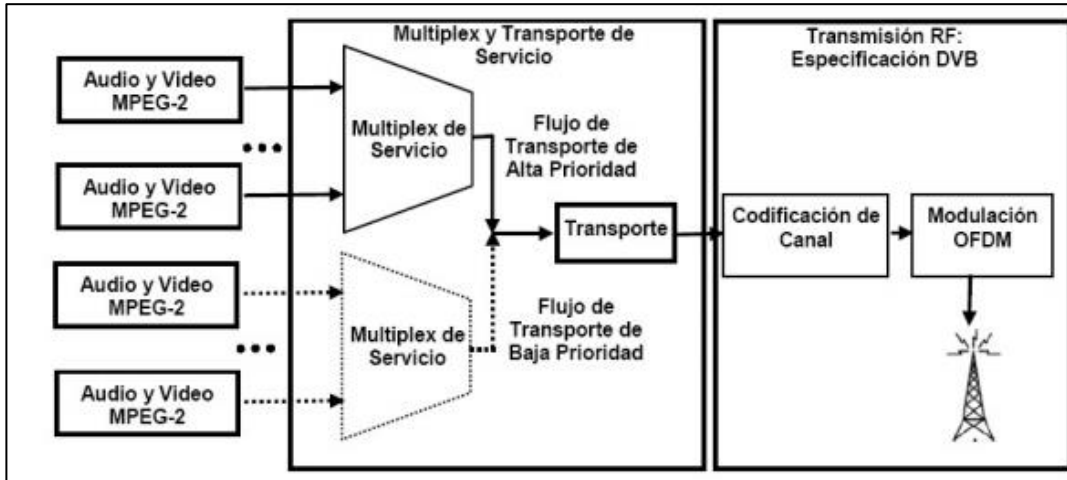 Audio y Video
MPEG-2
Audio y Video
MPEG-2
Audio y Video
MPEG-2
Audio y Video
MPEG-2
Multiplex y Transporte de
Servicio
Multiplex de
Servicio
Flujo de
Transporte de
Alta Prioridad
Transporte
Multiplex de
Servicio
Flujo de
Transporte de
Baja Prioridad
Transmisión RF:
Especificación DVB
Codificación de
Canal
Modulación
OFDM